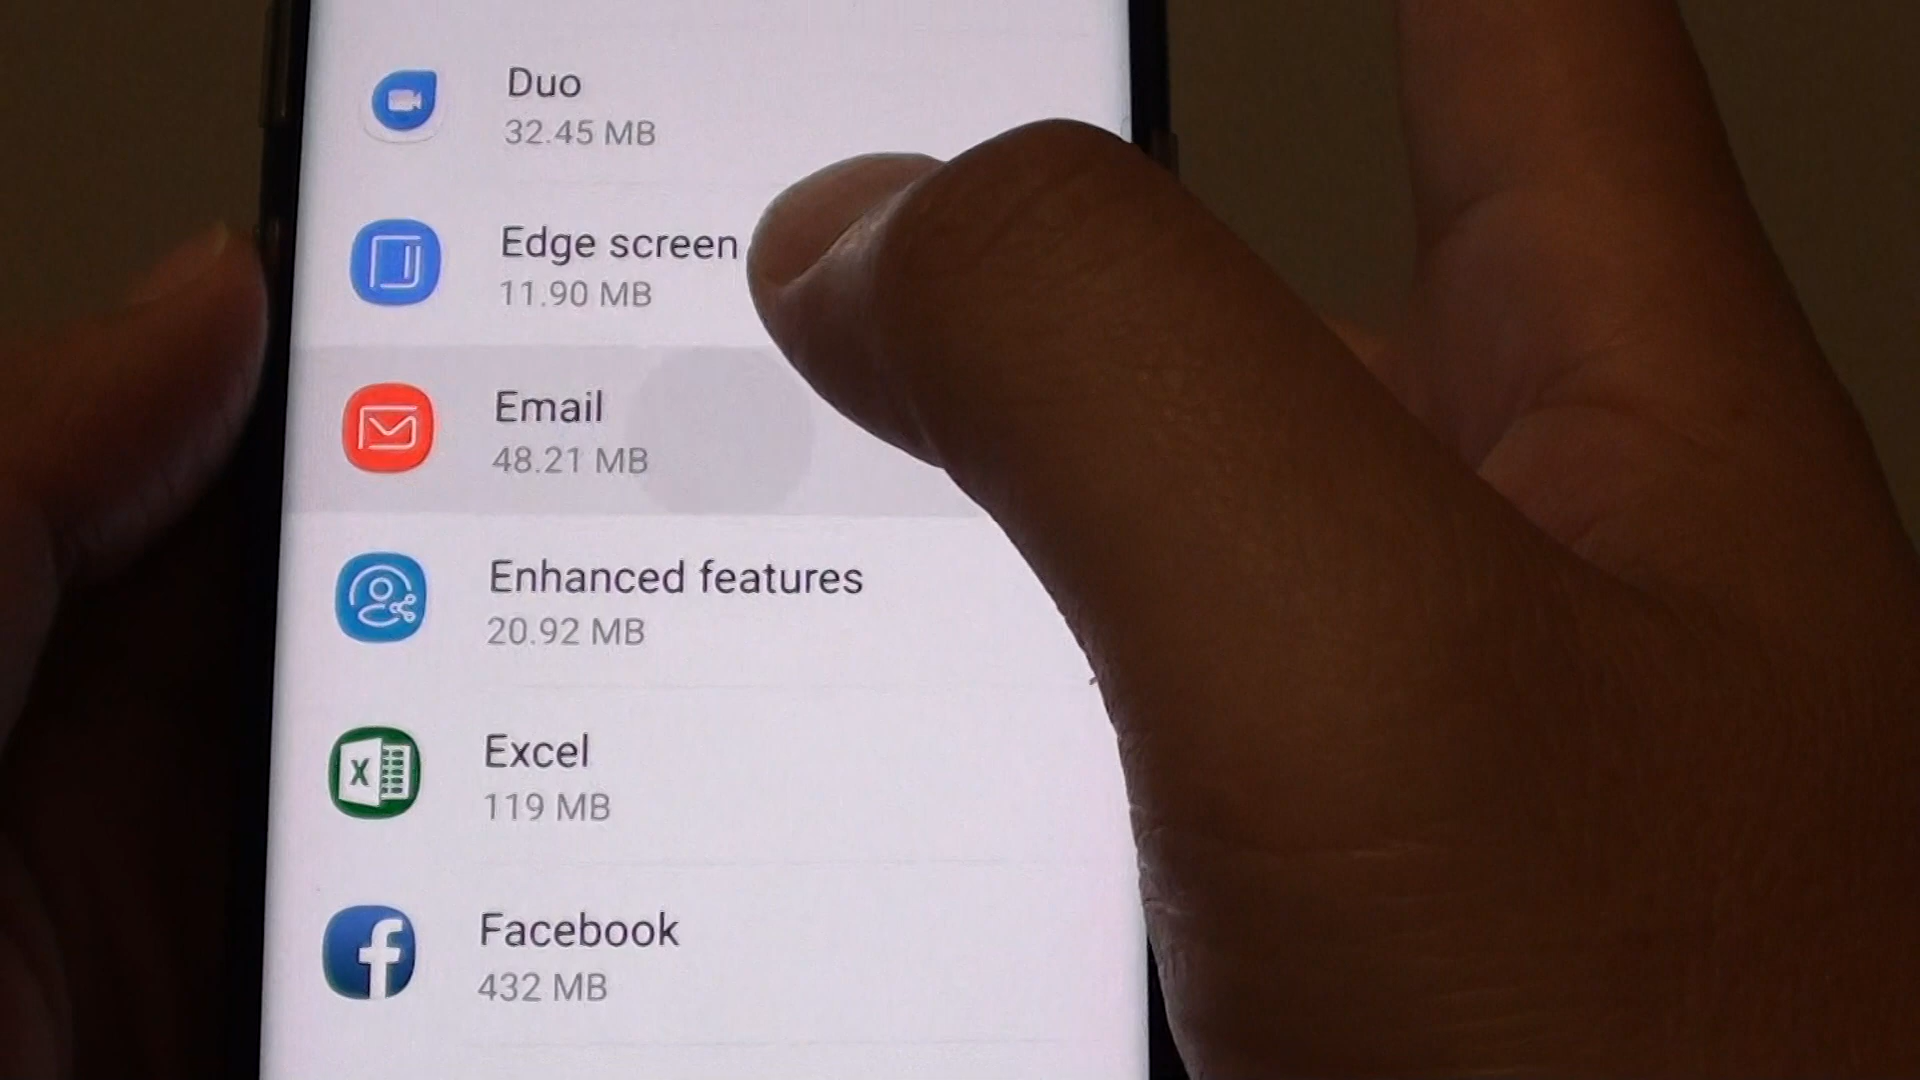 Duo
32.45 MB
Edge screen
11.90 MB
Email
48.21 MB
Enhanced features
20.92 MB
X
Excel
119 MB
f
Facebook
432 MB